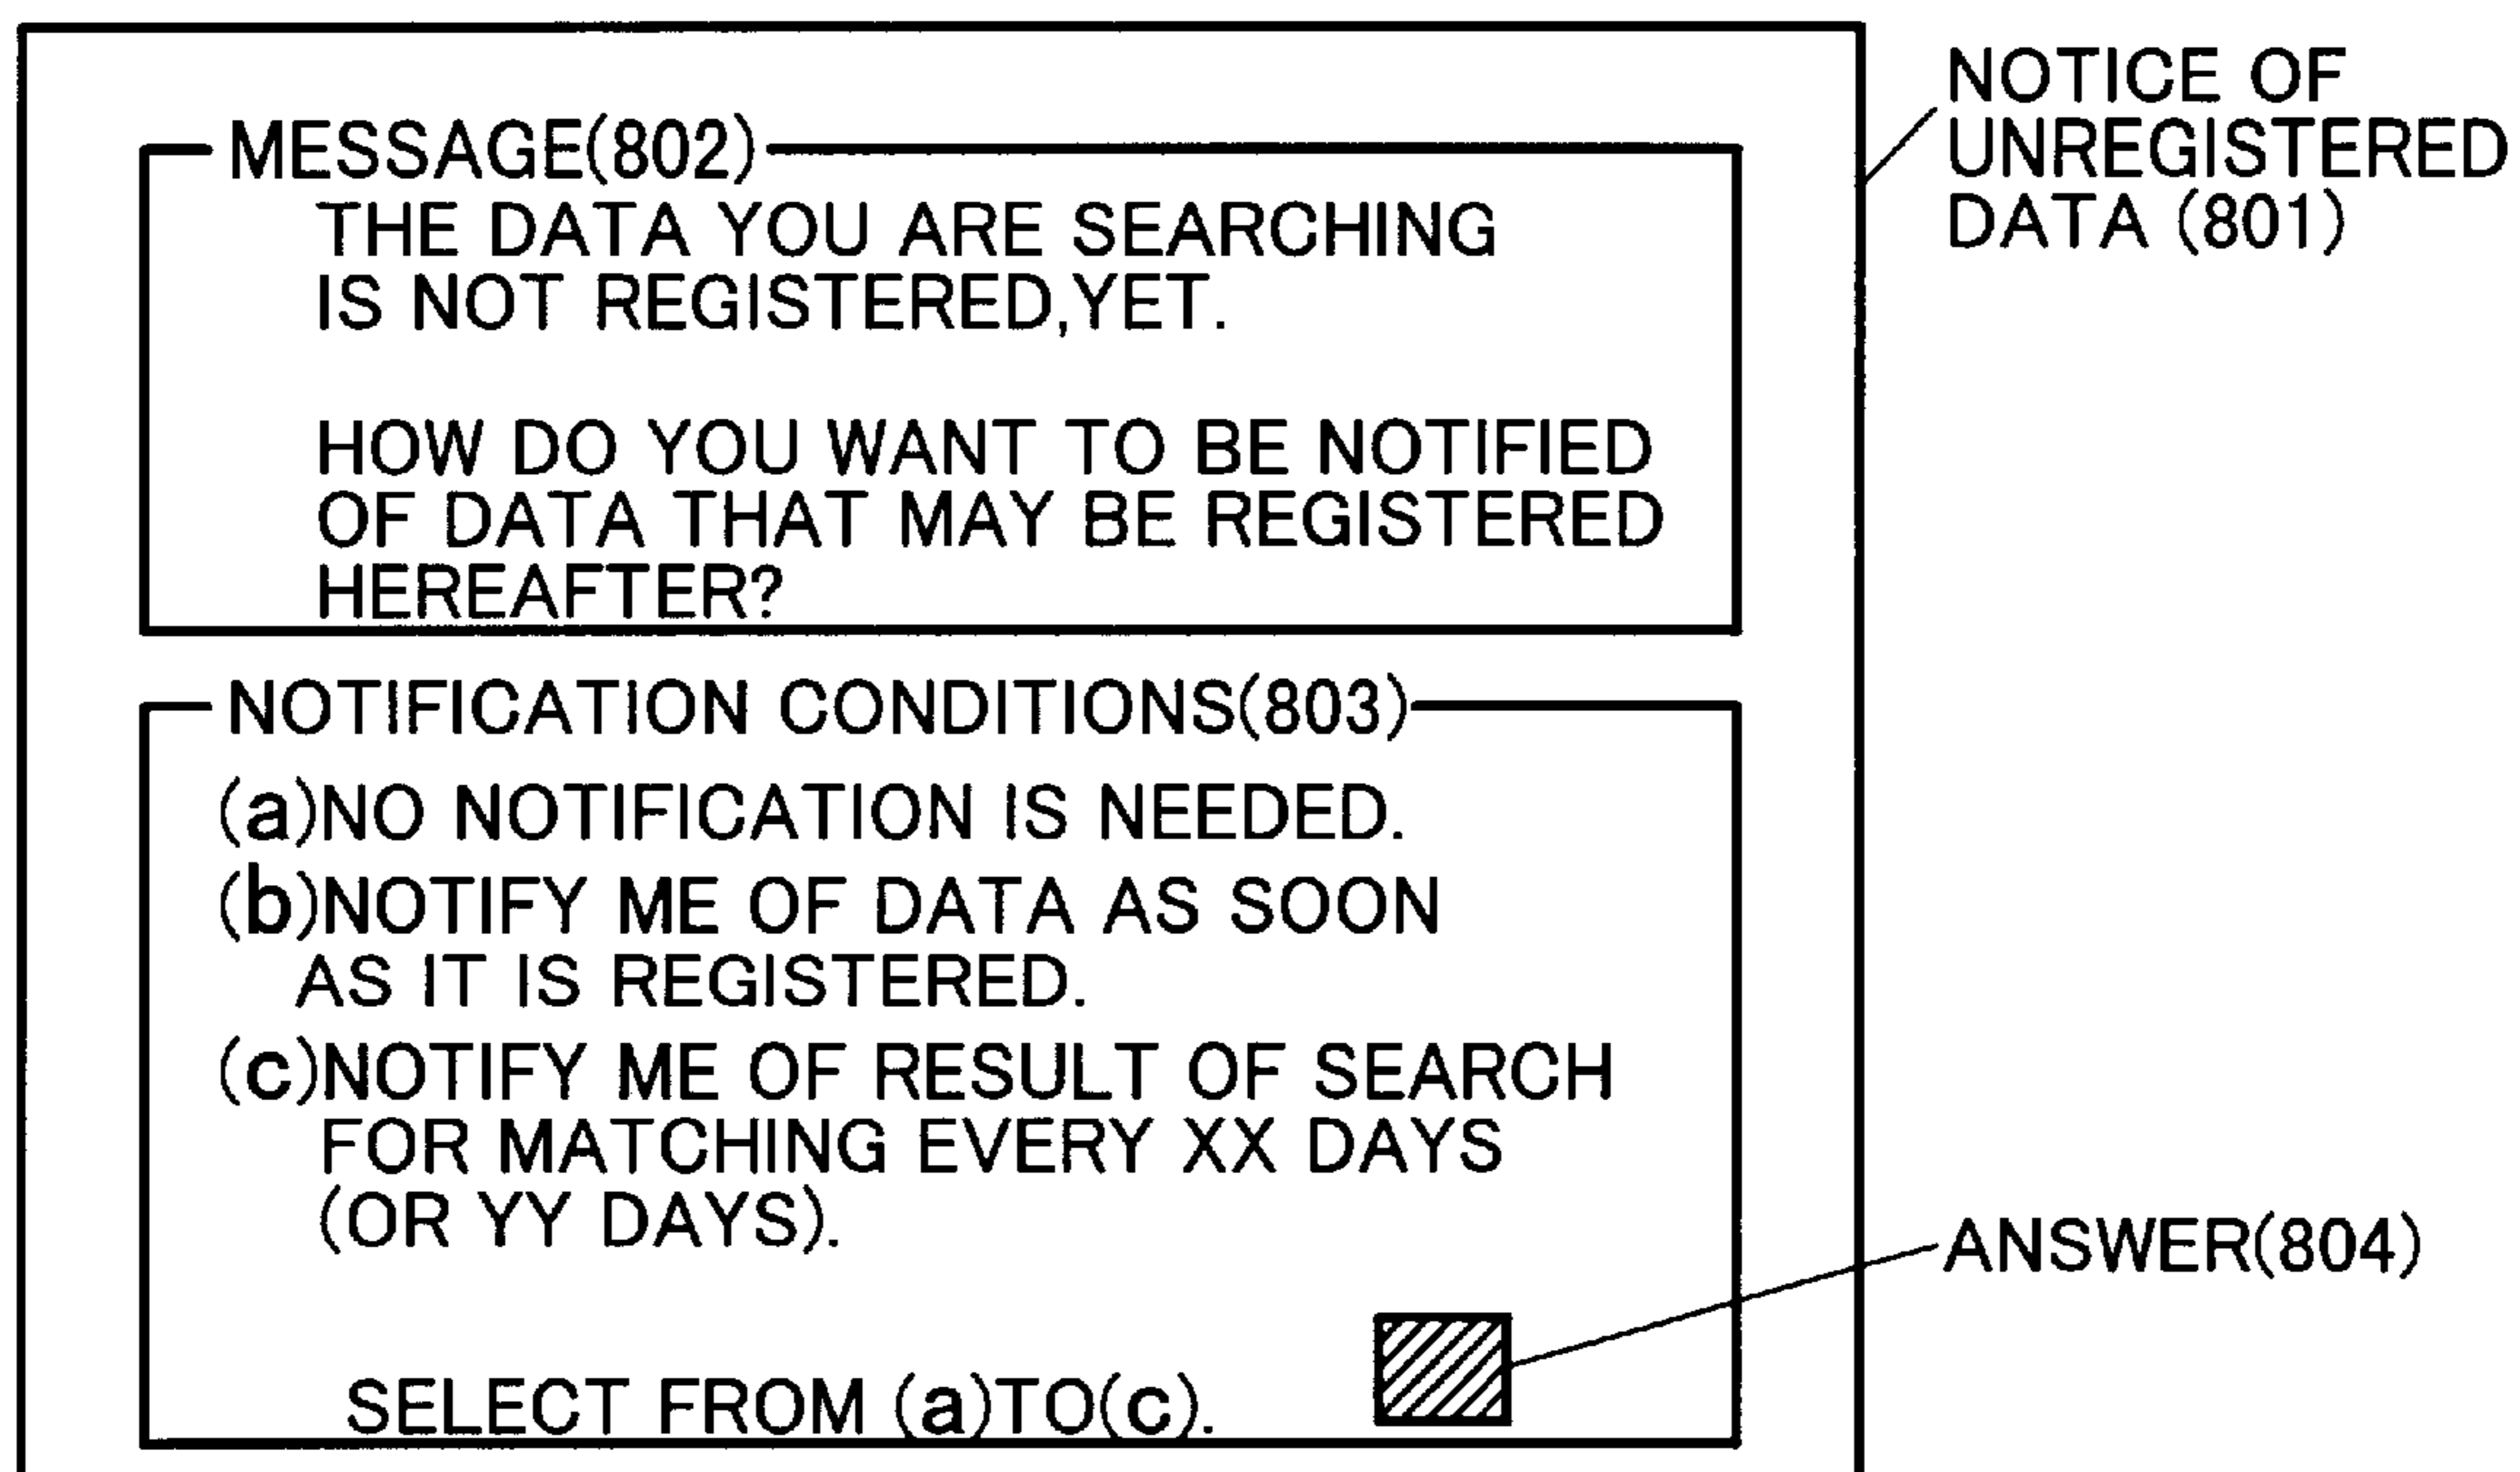 NOTICE OF
UNREGISTERED
DATA (801)
MESSAGE(802)
THE DATA YOU ARE SEARCHING
IS NOT REGISTERED,YET.
HOW DO YOU WANT TO BE NOTIFIED
OF DATA THAT MAY BE REGISTERED
HEREAFTER?
NOTIFICATION CONDITIONS(803)
(a)NO NOTIFICATION IS NEEDED.
(b)NOTIFY ME OF DATA AS SOON
AS IT IS REGISTERED.
(c)NOTIFY ME OF RESULT OF SEARCH
FOR MATCHING EVERY XX DAYS
(OR YY DAYS).
ANSWER(804)
SELECT FROM (a)TO(c).